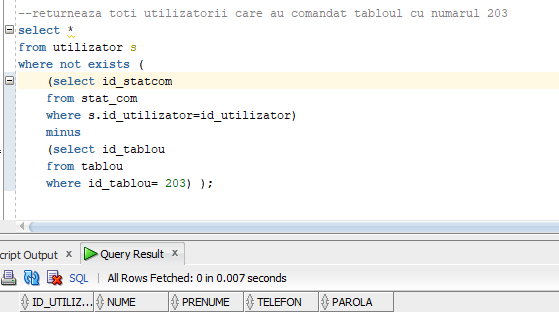 --returneaza toti utilizatorii care au comandat tabloul cu numarul 203
select *
from utilizator s
where not exists (
(select id_statcom
from stat_com
where s.id_utilizator=id_utilizator)
minus
(select id_tablou
from tablou
where id_tablou= 203) );
cript Output x Query Result x
SQL | All Rows Fetched: 0 in 0.007 seconds
ID_UTILIZ... NUME PRENUME TELEFON PAROLA